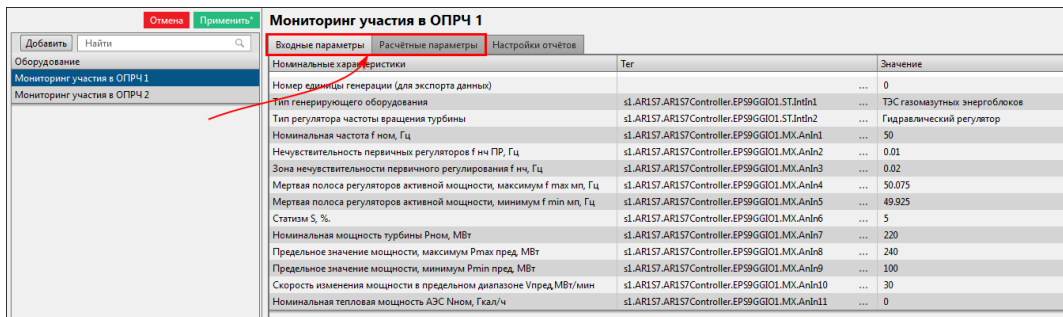 Отмена Применить*
Добавить Найти
Оборудование
Мониторинг участия в ОПРЧ 1
Мониторинг участия в ОПРЧ 2
Мониторинг участия в ОПРЧ 1
Входные параметры Расчётные параметры Настройки отчётов
Номинальные характеристики Тег Значение
Номер единицы генерации (для экспорта данных) ... 0
Тип генерирующего оборудования s1.AR1S7.AR1S7Controller.EPS9GGIO1.ST.IntIn1 ... ТЭС газомазутных энергоблоков
Тип регулятора частоты вращения турбины s1.AR1S7.AR1S7Controller.EPS9GGIO1.ST.IntIn2 ... Гидравлический регулятор
Номинальная частота f ном, Гц s1.AR1S7.AR1S7Controller.EPS9GGIO1.MX.AnIn1 ... 50
Нечувствительность первичных регуляторов f нч ПР, Гц s1.AR1S7.AR1S7Controller.EPS9GGIO1.MX.AnIn2 ... 0.01
Зона нечувствительности первичного регулирования f нч, Гц s1.AR1S7.AR1S7Controller.EPS9GGIO1.MX.AnIn3 ... 0.02
Мертвая полоса регуляторов активной мощности, максимум f max мп, Гц s1.AR1S7.AR1S7Controller.EPS9GGIO1.MX.AnIn4 ... 50.075
Мертвая полоса регуляторов активной мощности, минимум f min мп, Гц s1.AR1S7.AR1S7Controller.EPS9GGIO1.MX.AnIn5 ... 49.925
Статизм S, %. s1.AR1S7.AR1S7Controller.EPS9GGIO1.MX.AnIn6 ... 5
Номинальная мощность турбины Pном, МВт s1.AR1S7.AR1S7Controller.EPS9GGIO1.MX.AnIn7 ... 220
Предельное значение мощности, максимум Pmax пред, МВт s1.AR1S7.AR1S7Controller.EPS9GGIO1.MX.AnIn8 ... 240
Предельное значение мощности, минимум Pmin пред, МВт s1.AR1S7.AR1S7Controller.EPS9GGIO1.MX.AnIn9 ... 100
Скорость изменения мощности в предельном диапазоне Vпред,МВт/мин s1.AR1S7.AR1S7Controller.EPS9GGIO1.MX.AnIn10 ... 30
Номинальная тепловая мощность АЭС Nном, Гкал/ч s1.AR1S7.AR1S7Controller.EPS9GGIO1.MX.AnIn11 ... 0